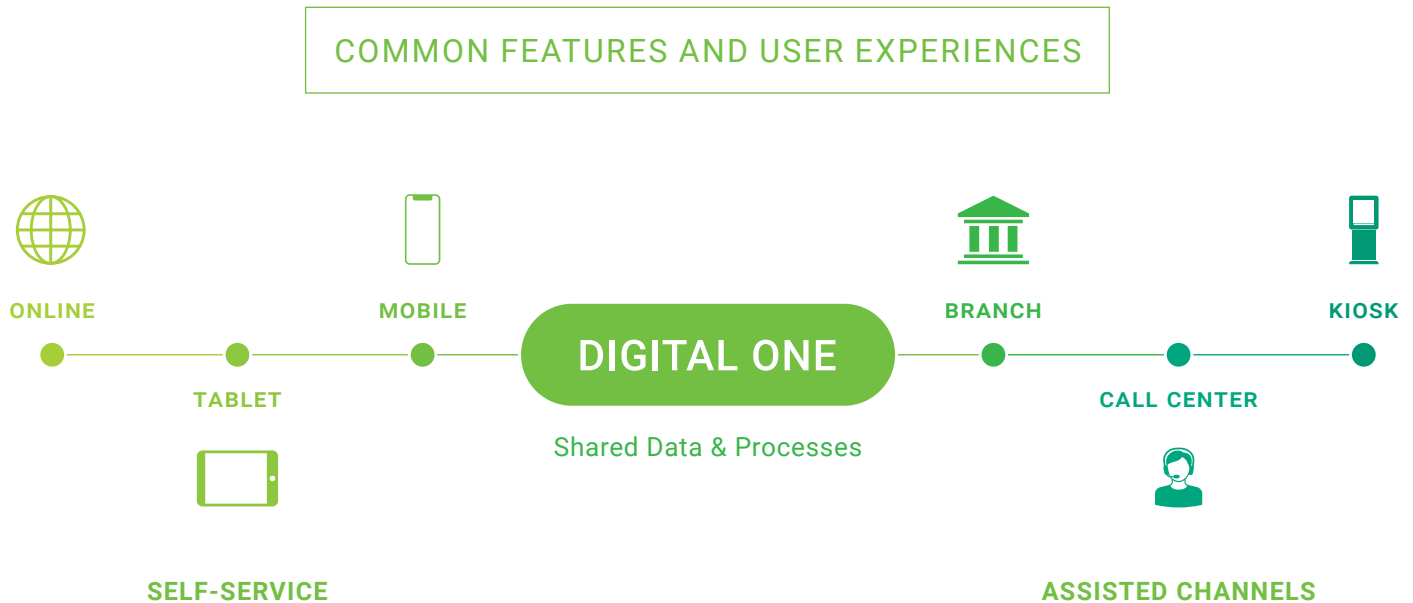 COMMON FEATURES AND USER EXPERIENCES
ONLINE
MOBILE
BRANCH
KIOSK
DIGITAL ONE
TABLET
CALL CENTER
Shared Data & Processes
SELF-SERVICE
ASSISTED CHANNELS